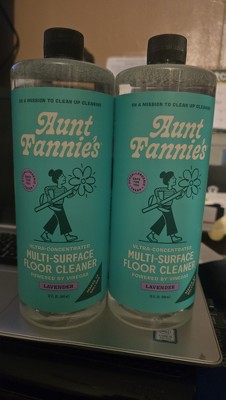 ON A MISSION TO CLEAN UP CLEANING
Aunt
Fannie's
ULTRA-CONCENTRATED
MULTI-SURFACE
FLOOR CLEANER
POWERED BY VINEGAR
LAVENDER
ON A MISSION TO CLEAN UP CLEANING
Aunt
Fannie's
ULTRA-CONCENTRATED
MULTI-SURFACE
FLOOR CLEANER
POWERED BY VINEGAR
LAVENDER